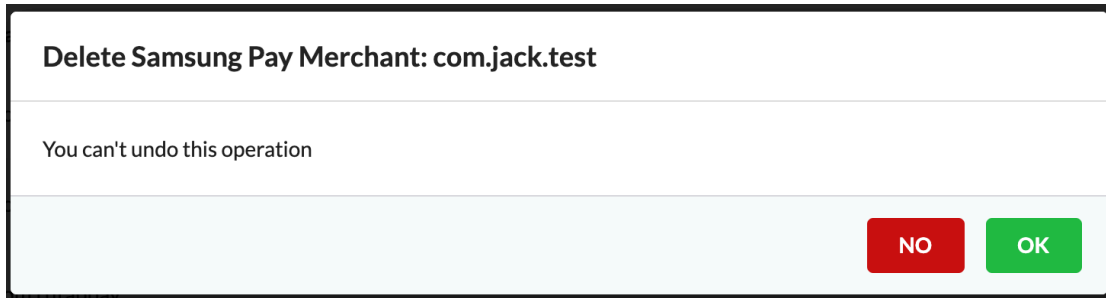 Delete Samsung Pay Merchant: com.jack.test
You can't undo this operation
NO
OK